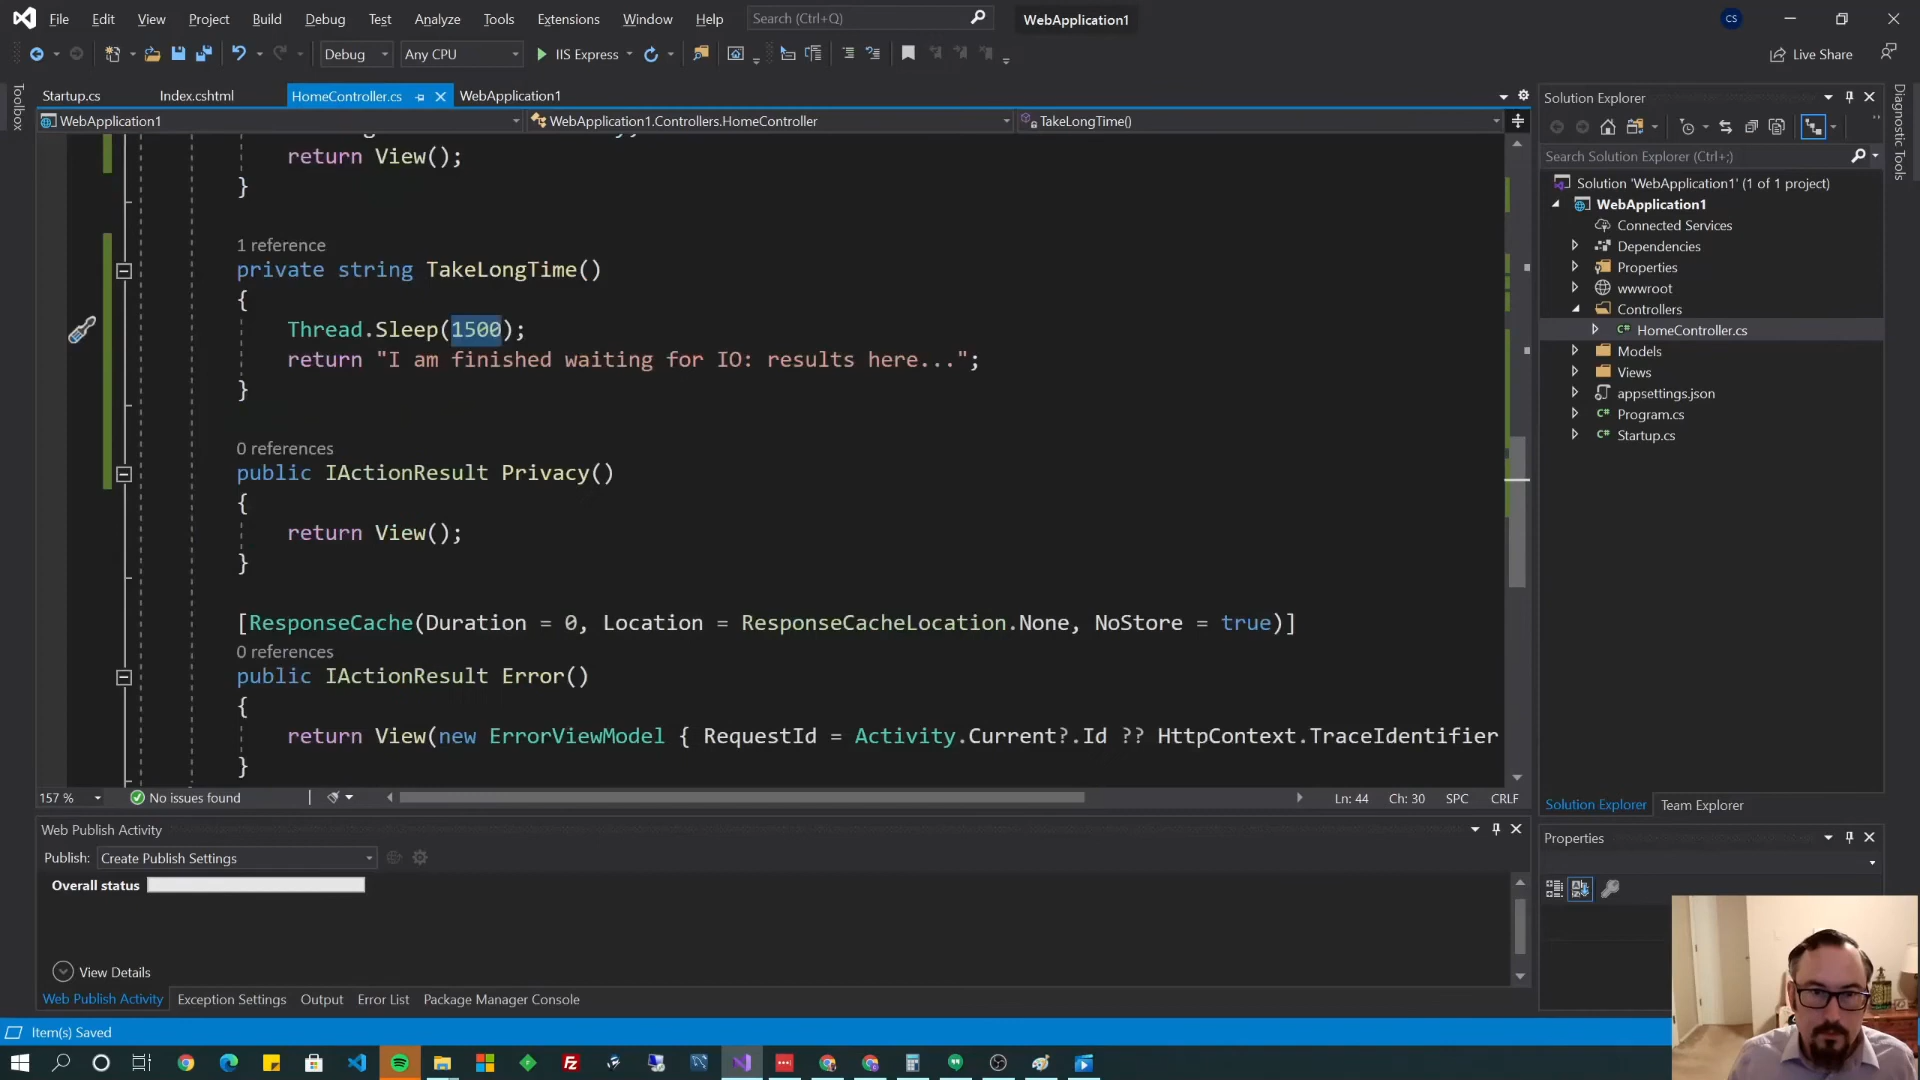 File Edit View Project Build Debug Test Analyze Tools Extensions Window Help Search (Ctrl+Q) WebApplication1 CS
Debug Any CPU IIS Express Live Share
Toolbox
Startup.cs Index.cshtml HomeController.cs WebApplication1
WebApplication1 WebApplication1.Controllers.HomeController TakeLongTime()
return View();
}
1 reference
private string TakeLongTime()
{
Thread.Sleep(1500);
return "I am finished waiting for IO: results here...";
}
0 references
public IActionResult Privacy()
{
return View();
}
[ResponseCache(Duration = 0, Location = ResponseCacheLocation.None, NoStore = true)]
0 references
public IActionResult Error()
{
return View(new ErrorViewModel { RequestId = Activity.Current?.Id ?? HttpContext.TraceIdentifier
}
157 % No issues found Ln: 44 Ch: 30 SPC CRLF
Web Publish Activity
Publish: Create Publish Settings
Overall status
View Details
Web Publish Activity Exception Settings Output Error List Package Manager Console
Item(s) Saved
Solution Explorer
Search Solution Explorer (Ctrl+;)
Solution 'WebApplication1' (1 of 1 project)
WebApplication1
Connected Services
Dependencies
Properties
wwwroot
Controllers
C# HomeController.cs
Models
Views
appsettings.json
C# Program.cs
C# Startup.cs
Solution Explorer Team Explorer
Properties
Diagnostic Tools